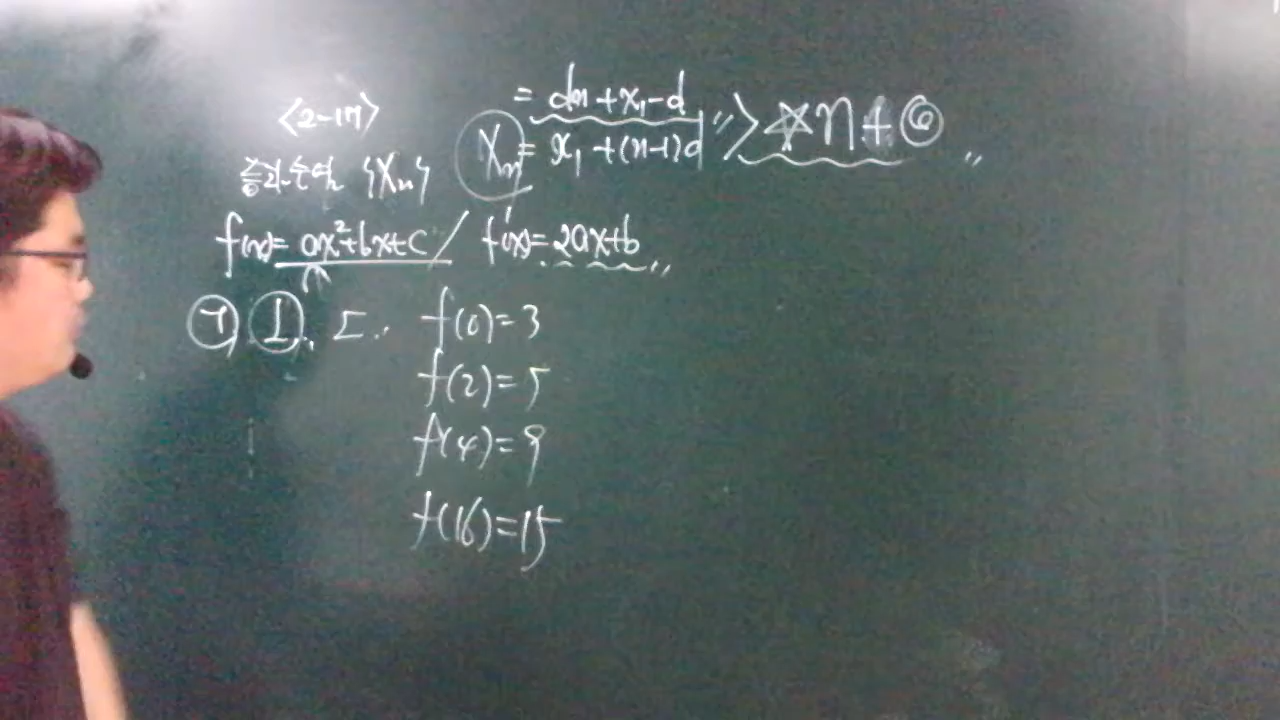 <2-17>
= dn+x₁-d
등차수열 {Xn}
Xn = x₁+(n-1)d " > ☆n+⑥
f(x)= ax²+bx+c / f'(x)= 2ax+b
㉠ ㉡ ㄷ. f(0)=3
f(2)=5
f(4)=9
f(16)=15